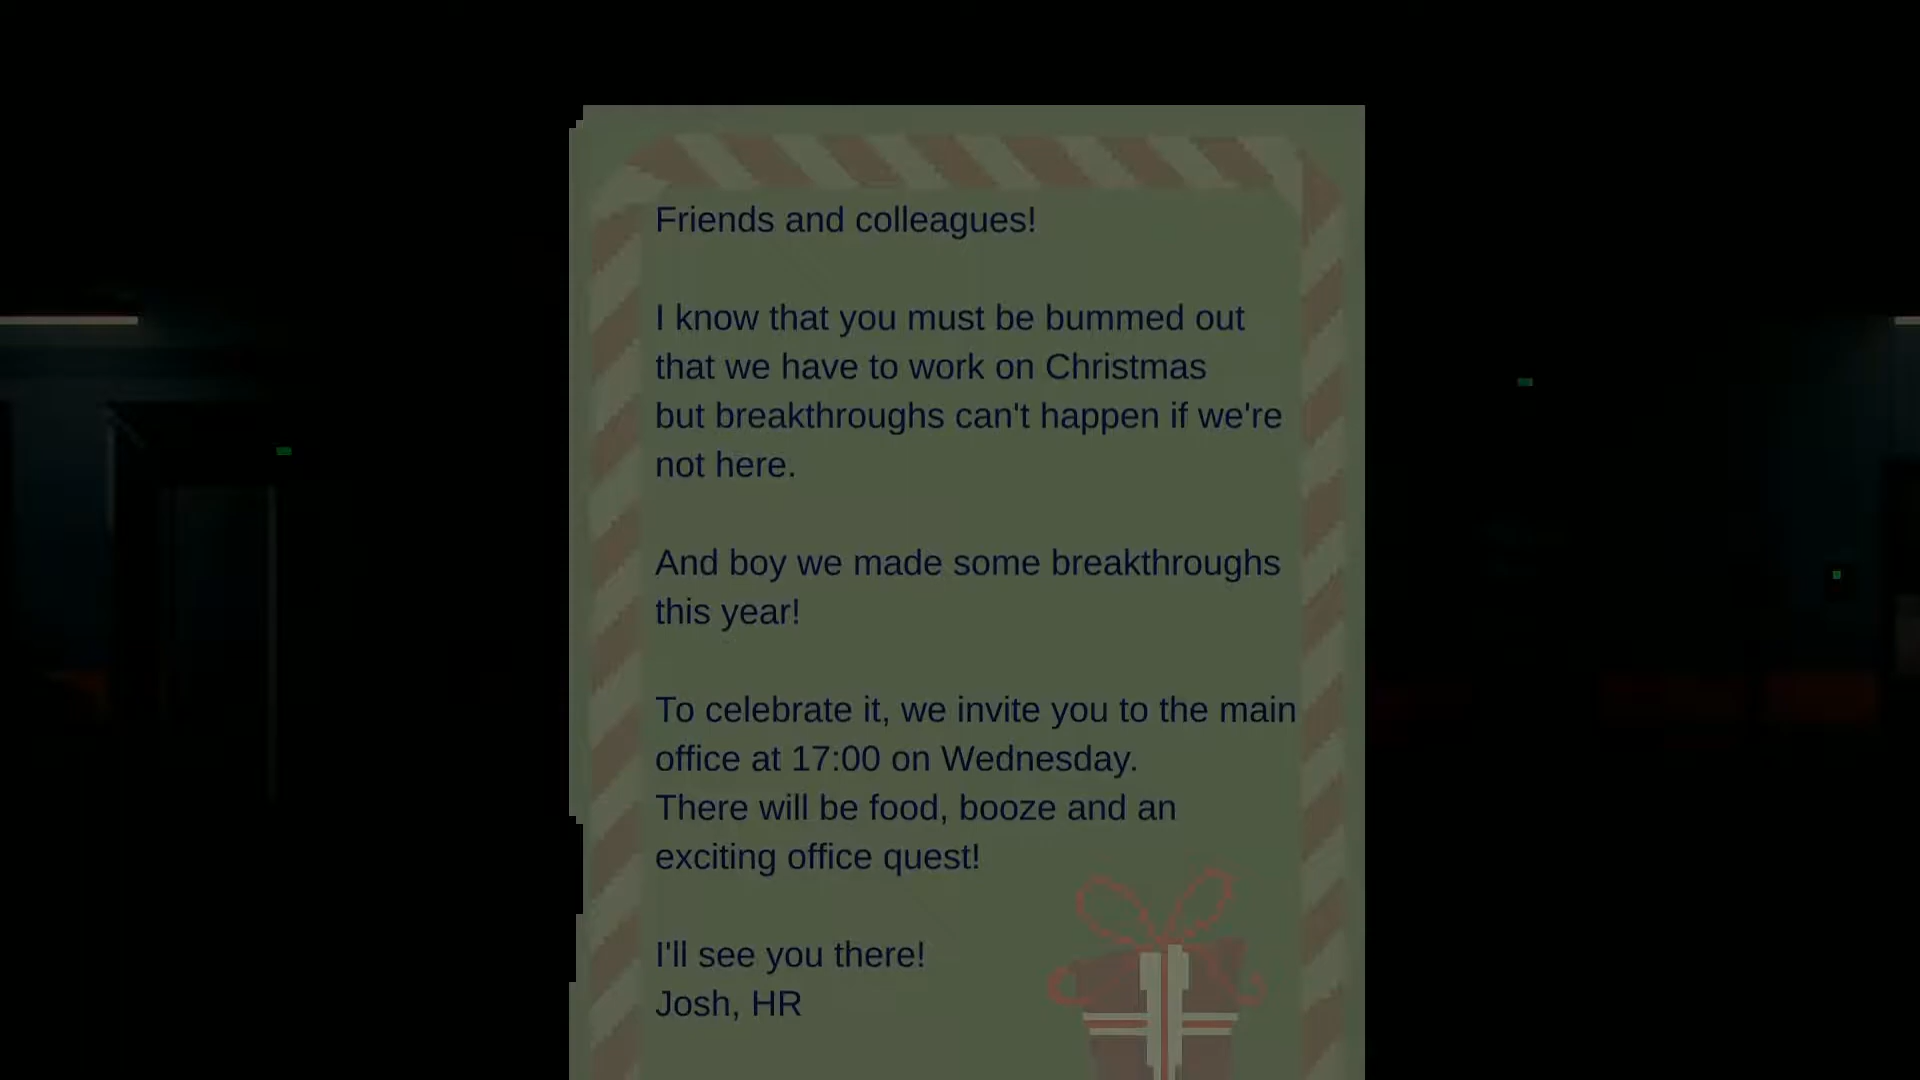 Friends and colleagues!
I know that you must be bummed out
that we have to work on Christmas
but breakthroughs can't happen if we're
not here.
And boy we made some breakthroughs
this year!
To celebrate it, we invite you to the main
office at 17:00 on Wednesday.
There will be food, booze and an
exciting office quest!
I'll see you there!
Josh, HR